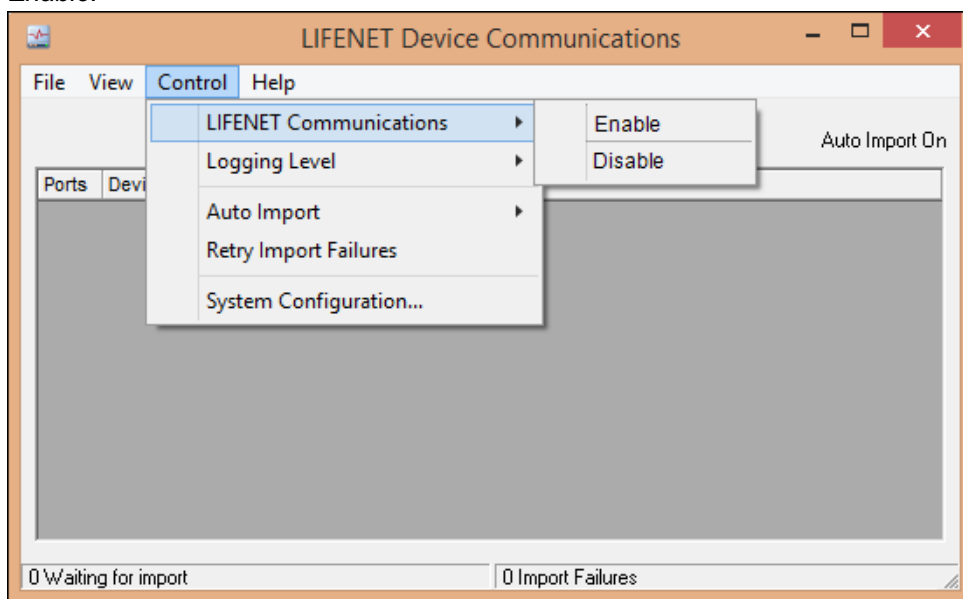 Enable.
LIFENET Device Communications
File View Control Help
LIFENET Communications
Enable
Auto Import On
Logging Level
Disable
Ports Devi
Auto Import
Retry Import Failures
System Configuration...
0 Waiting for import 0 Import Failures